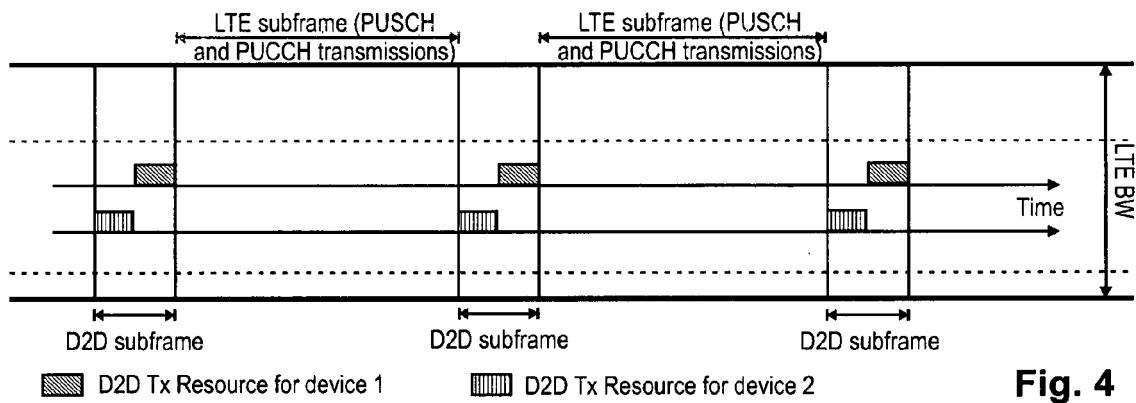 LTE subframe (PUSCH
and PUCCH transmissions)
LTE subframe (PUSCH
and PUCCH transmissions)
LTE BW
Time
D2D subframe
D2D subframe
D2D subframe
D2D Tx Resource for device 1
D2D Tx Resource for device 2
Fig. 4